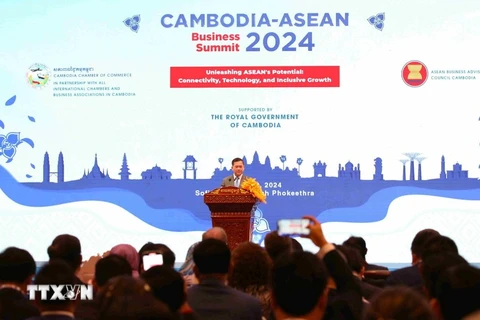 CAMBODIA-ASEAN
Business
Summit 2024
Unleashing ASEAN's Potential:
Connectivity, Technology, and Inclusive Growth
CAMBODIA CHAMBER OF COMMERCE
IN PARTNERSHIP WITH ALL
INTERNATIONAL CHAMBERS AND
BUSINESS ASSOCIATIONS IN CAMBODIA
ASEAN BUSINESS ADVI
COUNCIL CAMBODIA
SUPPORTED BY
THE ROYAL GOVERNMENT
OF CAMBODIA
2024
Phokeethra
TTXVN